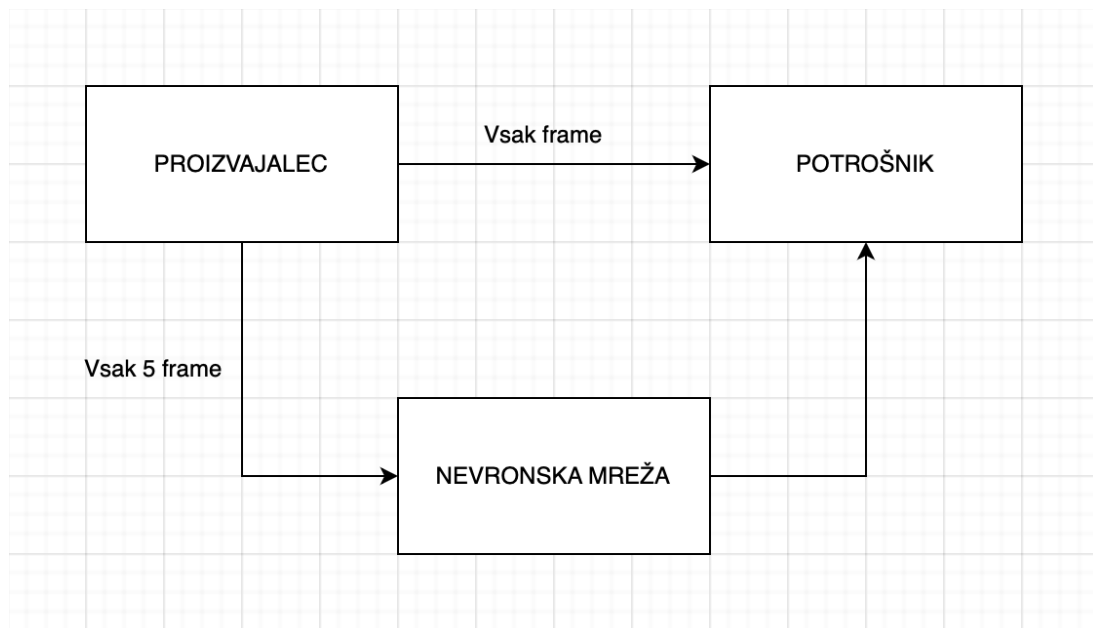 PROIZVAJALEC
Vsak frame
POTROŠNIK
Vsak 5 frame
NEVRONSKA MREŽA